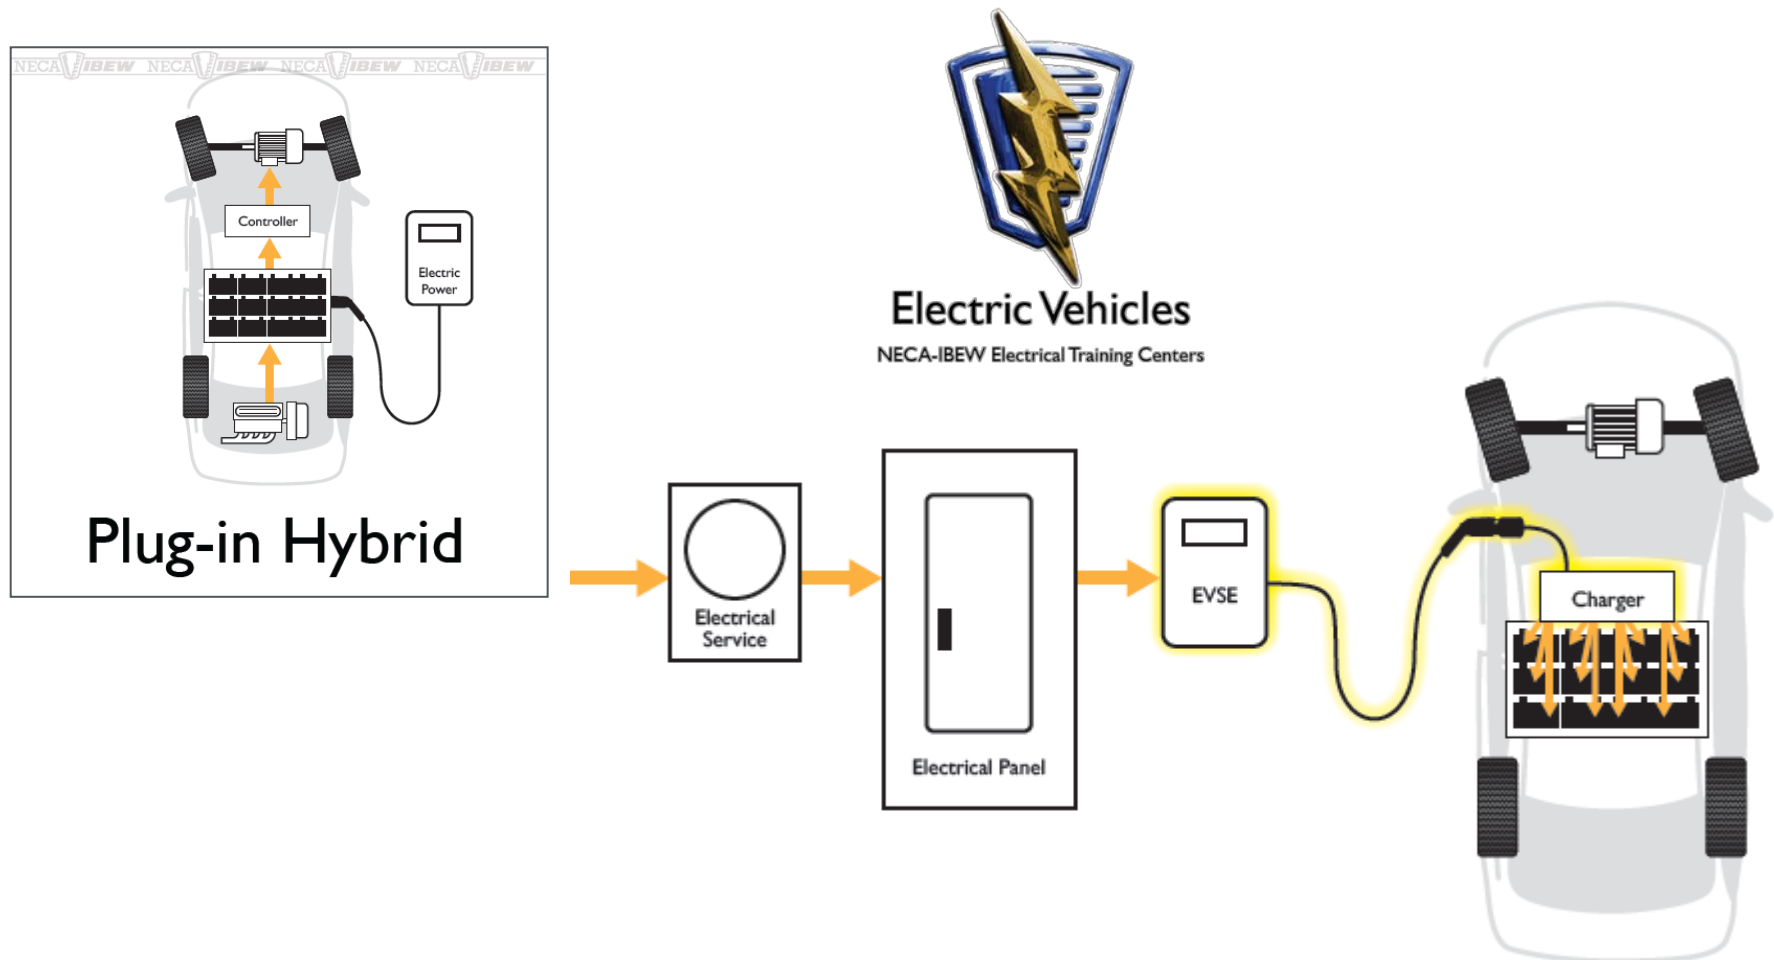 NECA IBEW NECA IBEW NECA IBEW NECA IBEW
Controller
Electric
Power
Plug-in Hybrid
Electric Vehicles
NECA-IBEW Electrical Training Centers
Electrical
Service
Electrical Panel
EVSE
Charger